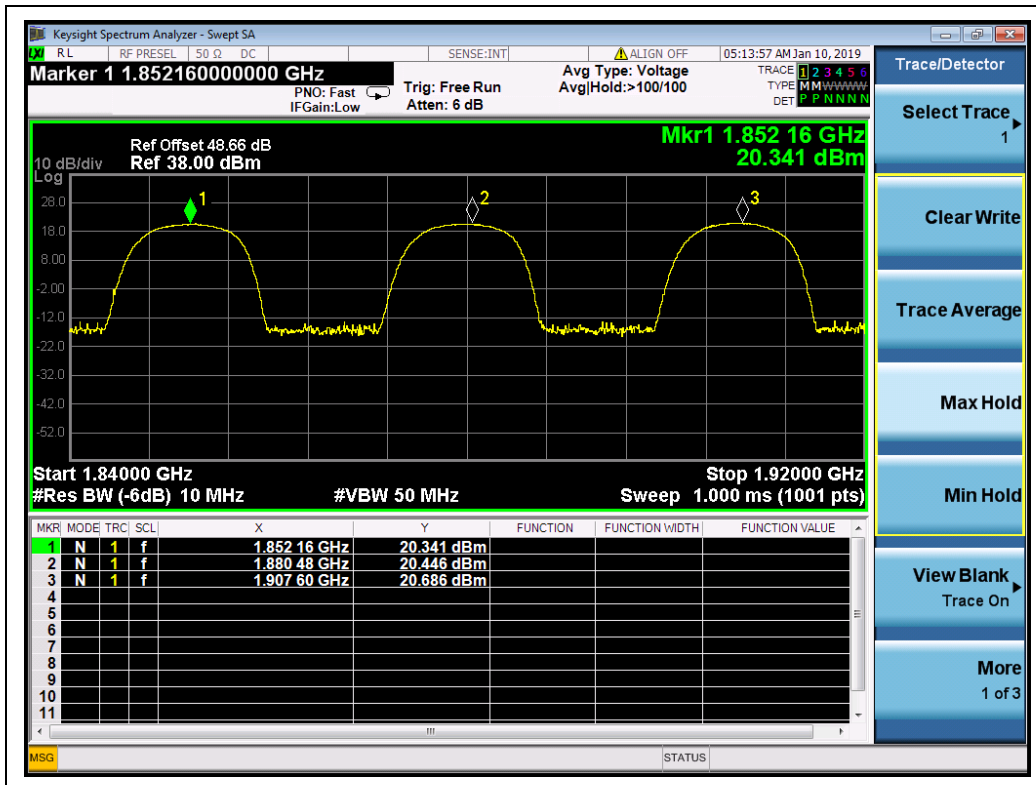 Keysight Spectrum Analyzer - Swept SA
LXI RL RF PRESEL 50 Ω DC SENSE:INT ALIGN OFF 05:13:57 AM Jan 10, 2019
Marker 1 1.852160000000 GHz
PNO: Fast
IFGain:Low
Trig: Free Run
Atten: 6 dB
Avg Type: Voltage
Avg|Hold:>100/100
TRACE 1 2 3 4 5 6
TYPE MMWWWW
DET P P N N N N
Trace/Detector
Select Trace
1
Clear Write
Trace Average
Max Hold
Min Hold
View Blank
Trace On
More
1 of 3
Mkr1 1.852 16 GHz
20.341 dBm
Ref Offset 48.66 dB
10 dB/div Ref 38.00 dBm
Log
28.0
18.0
8.00
-2.00
-12.0
-22.0
-32.0
-42.0
-52.0
1
2
3
Start 1.84000 GHz Stop 1.92000 GHz
#Res BW (-6dB) 10 MHz #VBW 50 MHz Sweep 1.000 ms (1001 pts)
MKR MODE TRC SCL X Y FUNCTION FUNCTION WIDTH FUNCTION VALUE
1 N 1 f 1.852 16 GHz 20.341 dBm
2 N 1 f 1.880 48 GHz 20.446 dBm
3 N 1 f 1.907 60 GHz 20.686 dBm
4
5
6
7
8
9
10
11
MSG STATUS